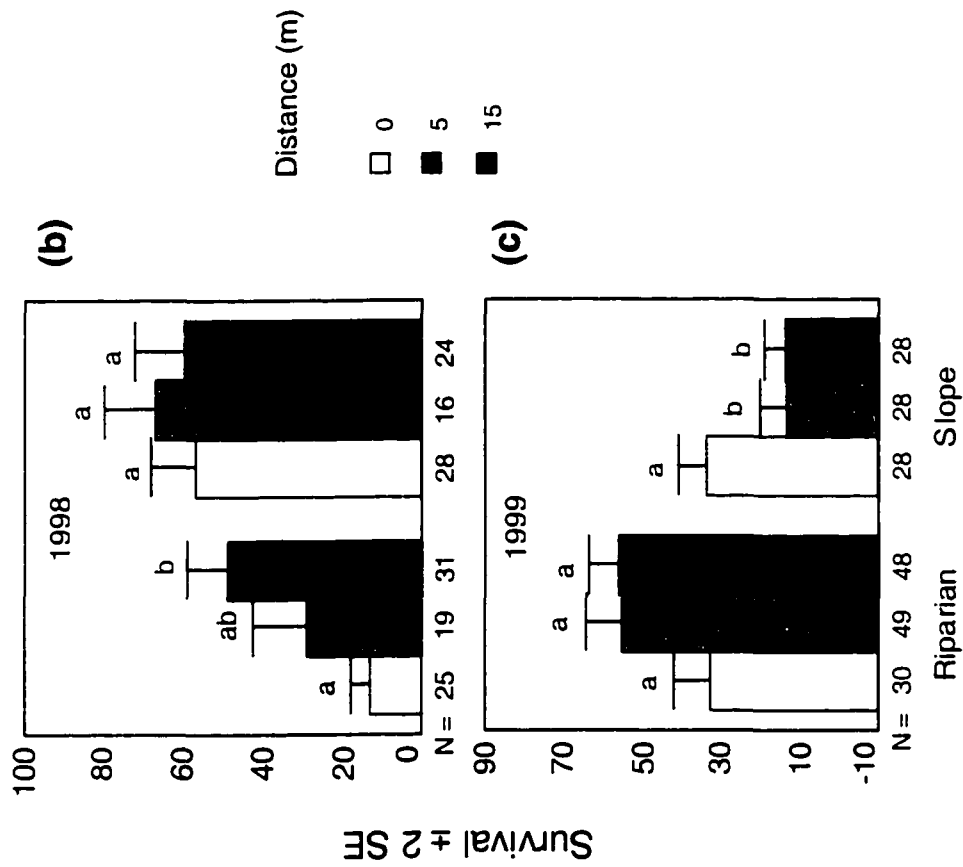 Survival ± 2 SE
(b)
1998
100
80
60
40
20
0
a
ab
b
a
a
a
N = 25 19 31 28 16 24
Distance (m)
0
5
15
(c)
1999
90
70
50
30
10
-10
a
a
a
a
b
b
N = 30 49 48 28 28 28
Riparian Slope